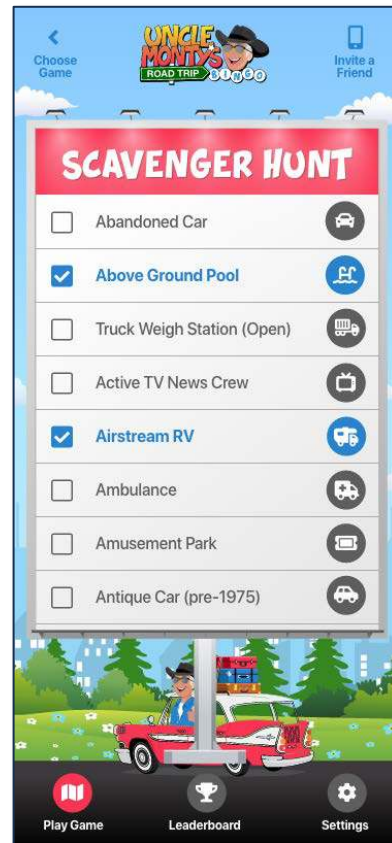 Choose
Game
UNCLE
MONTY'S
ROAD TRIP BINGO
Invite a
Friend
SCAVENGER HUNT
Abandoned Car
Above Ground Pool
Truck Weigh Station (Open)
Active TV News Crew
Airstream RV
Ambulance
Amusement Park
Antique Car (pre-1975)
Play Game
Leaderboard
Settings